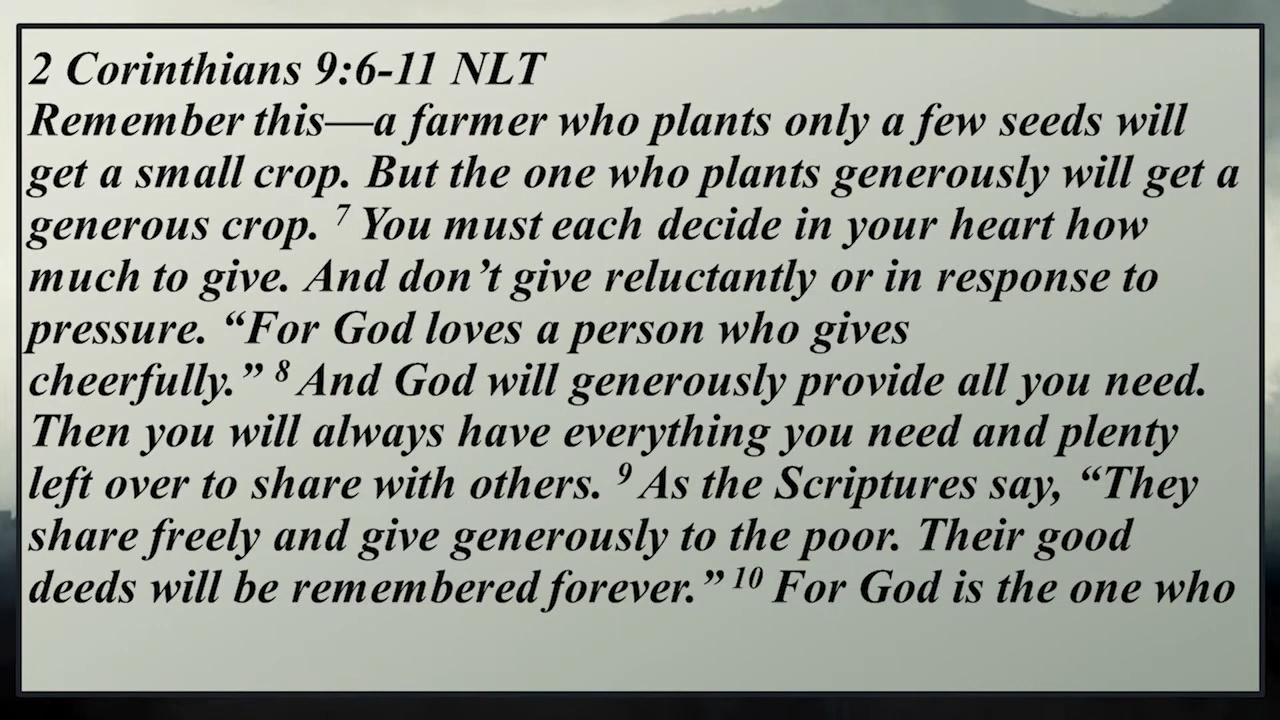 2 Corinthians 9:6-11 NLT
Remember this—a farmer who plants only a few seeds will
get a small crop. But the one who plants generously will get a
generous crop. ⁷ You must each decide in your heart how
much to give. And don’t give reluctantly or in response to
pressure. “For God loves a person who gives
cheerfully.” ⁸ And God will generously provide all you need.
Then you will always have everything you need and plenty
left over to share with others. ⁹ As the Scriptures say, “They
share freely and give generously to the poor. Their good
deeds will be remembered forever.” ¹⁰ For God is the one who